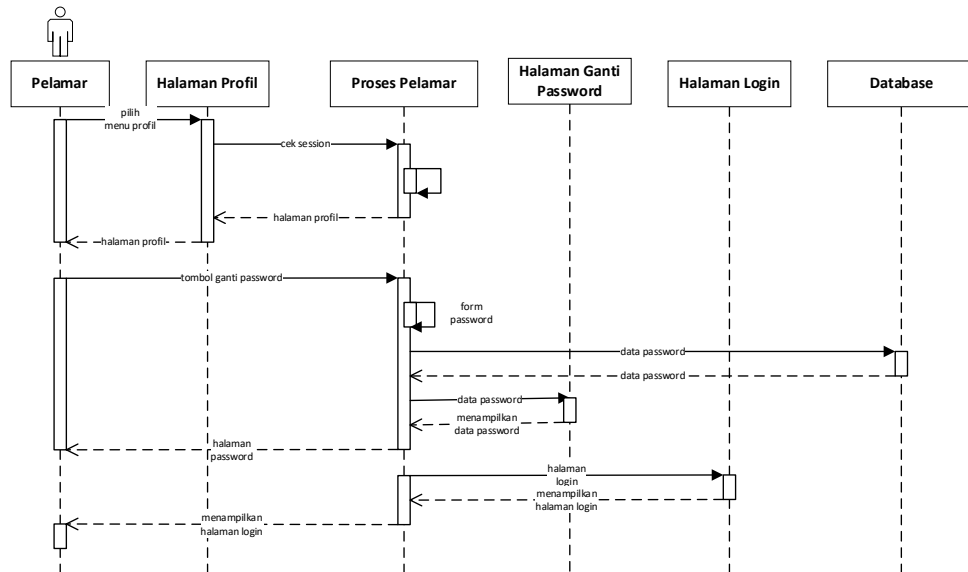 Pelamar
Halaman Profil
Proses Pelamar
Halaman Ganti
Password
Halaman Login
Database
pilih
menu profil
cek session
halaman profil
halaman profil
tombol ganti password
form
password
data password
data password
data password
menampilkan
data password
halaman
password
halaman
login
menampilkan
halaman login
menampilkan
halaman login